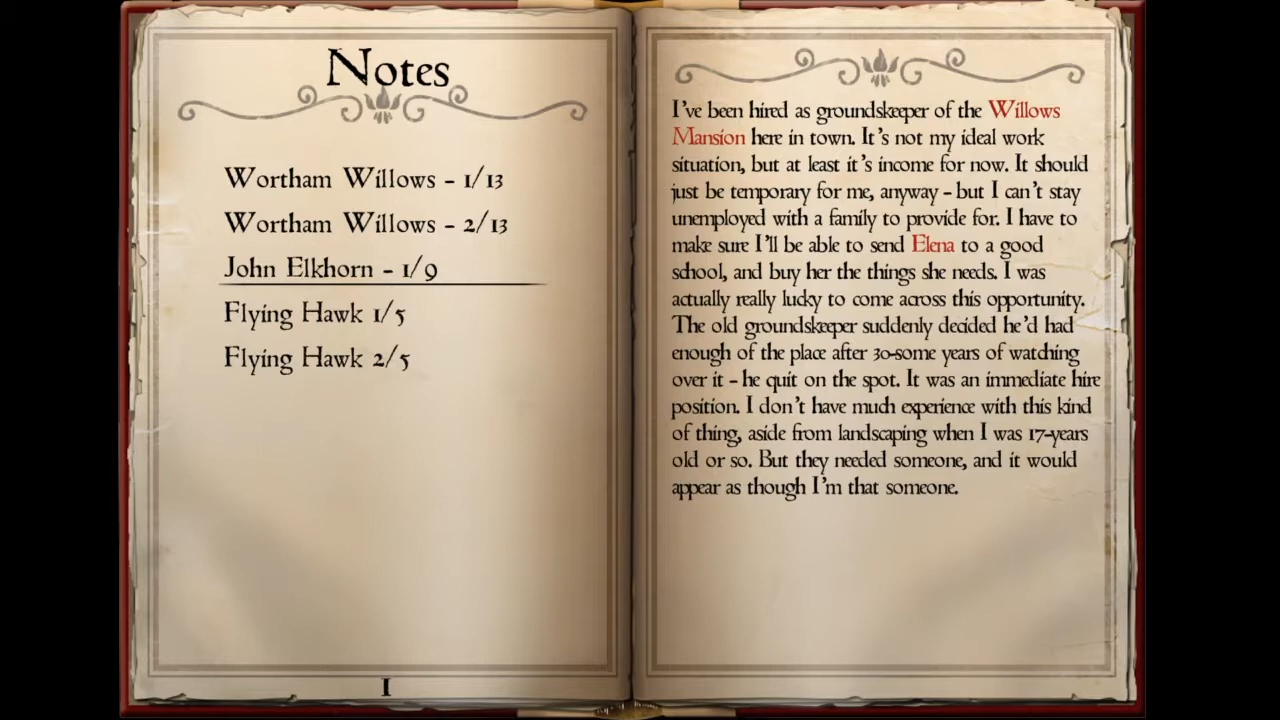 Notes
Wortham Willows - 1/13
Wortham Willows - 2/13
John Elkhorn - 1/9
Flying Hawk 1/5
Flying Hawk 2/5
1
I've been hired as groundskeeper of the Willows
Mansion here in town. It's not my ideal work
situation, but at least it's income for now. It should
just be temporary for me, anyway - but I can't stay
unemployed with a family to provide for. I have to
make sure I'll be able to send Elena to a good
school, and buy her the things she needs. I was
actually really lucky to come across this opportunity.
The old groundskeeper suddenly decided he'd had
enough of the place after 30-some years of watching
over it - he quit on the spot. It was an immediate hire
position. I don't have much experience with this kind
of thing, aside from landscaping when I was 17-years
old or so. But they needed someone, and it would
appear as though I'm that someone.